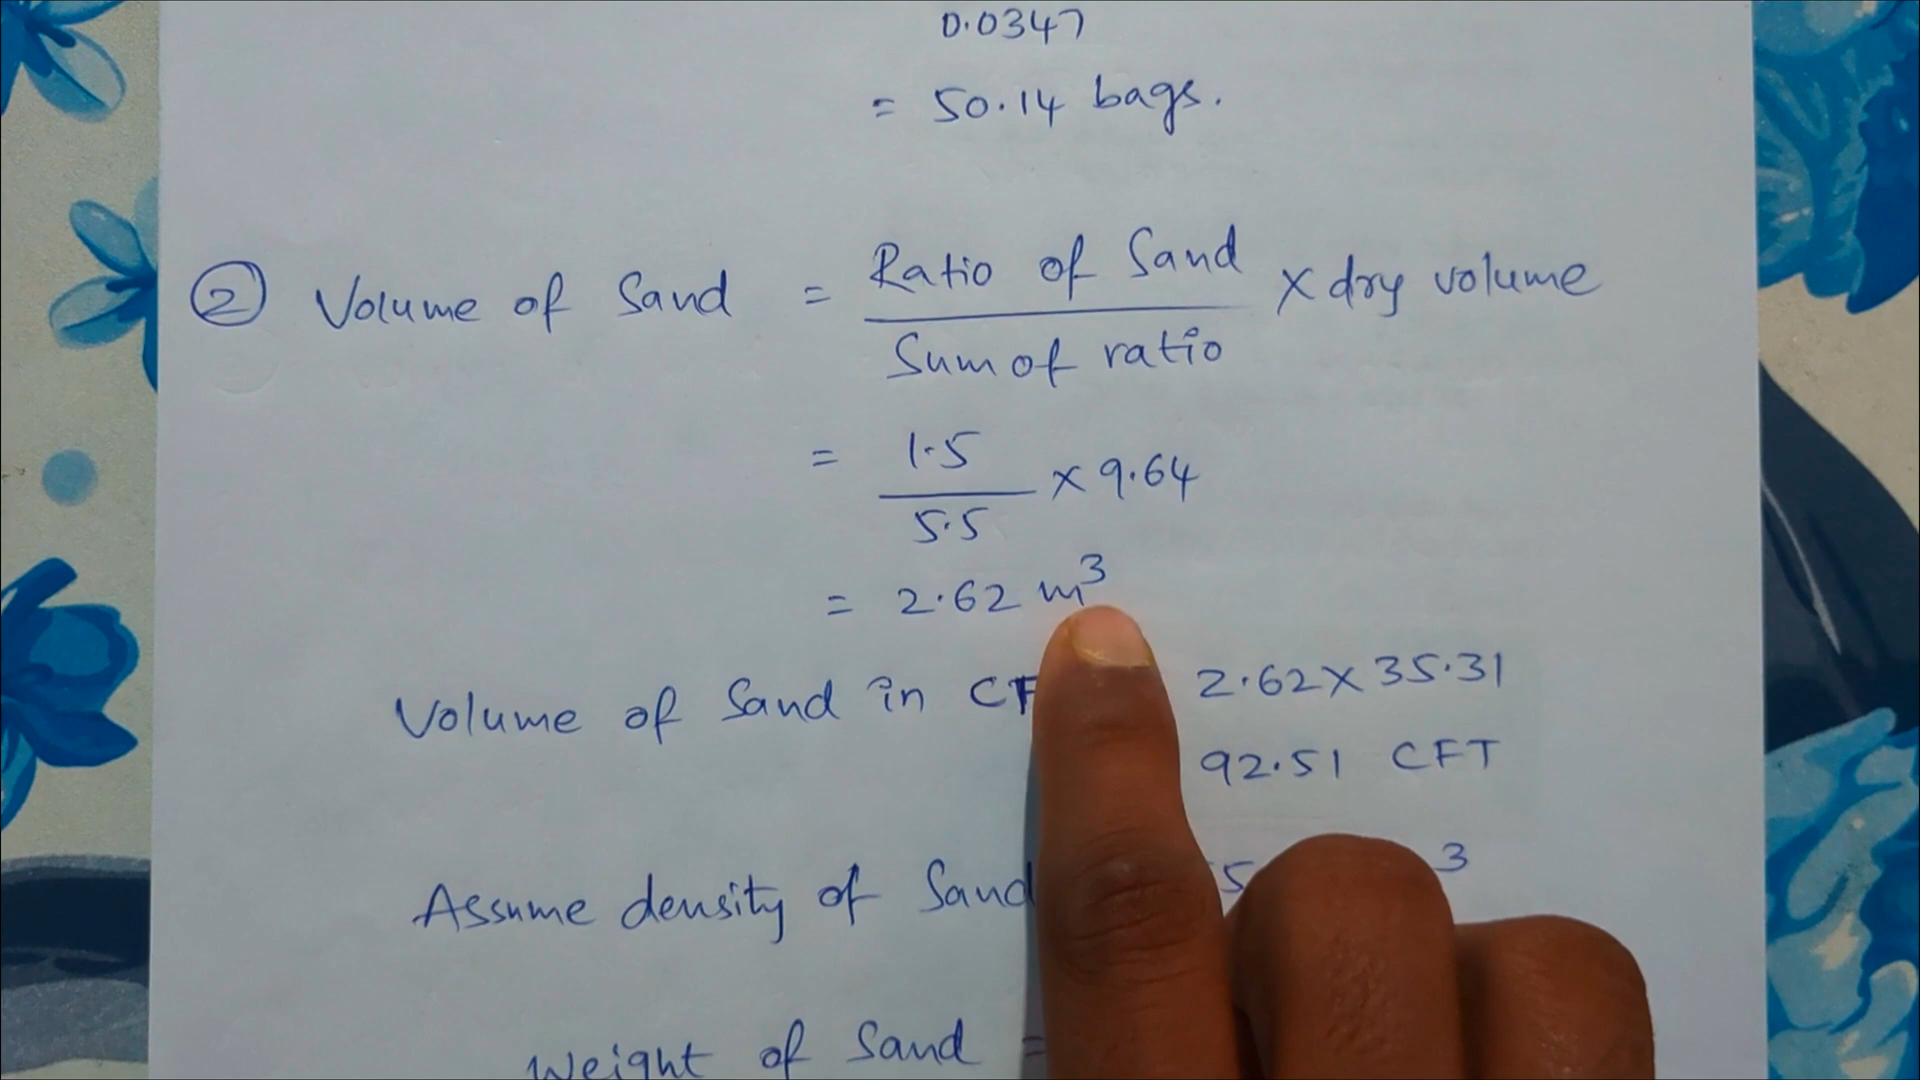 0.0347
= 50.14 bags.
② Volume of Sand = Ratio of Sand / Sum of ratio × dry volume
= 1.5 / 5.5 × 9.64
= 2.62 m³
Volume of Sand in 2.62 × 35.31
92.51 CFT
Assume density of Sand
Weight of Sand =